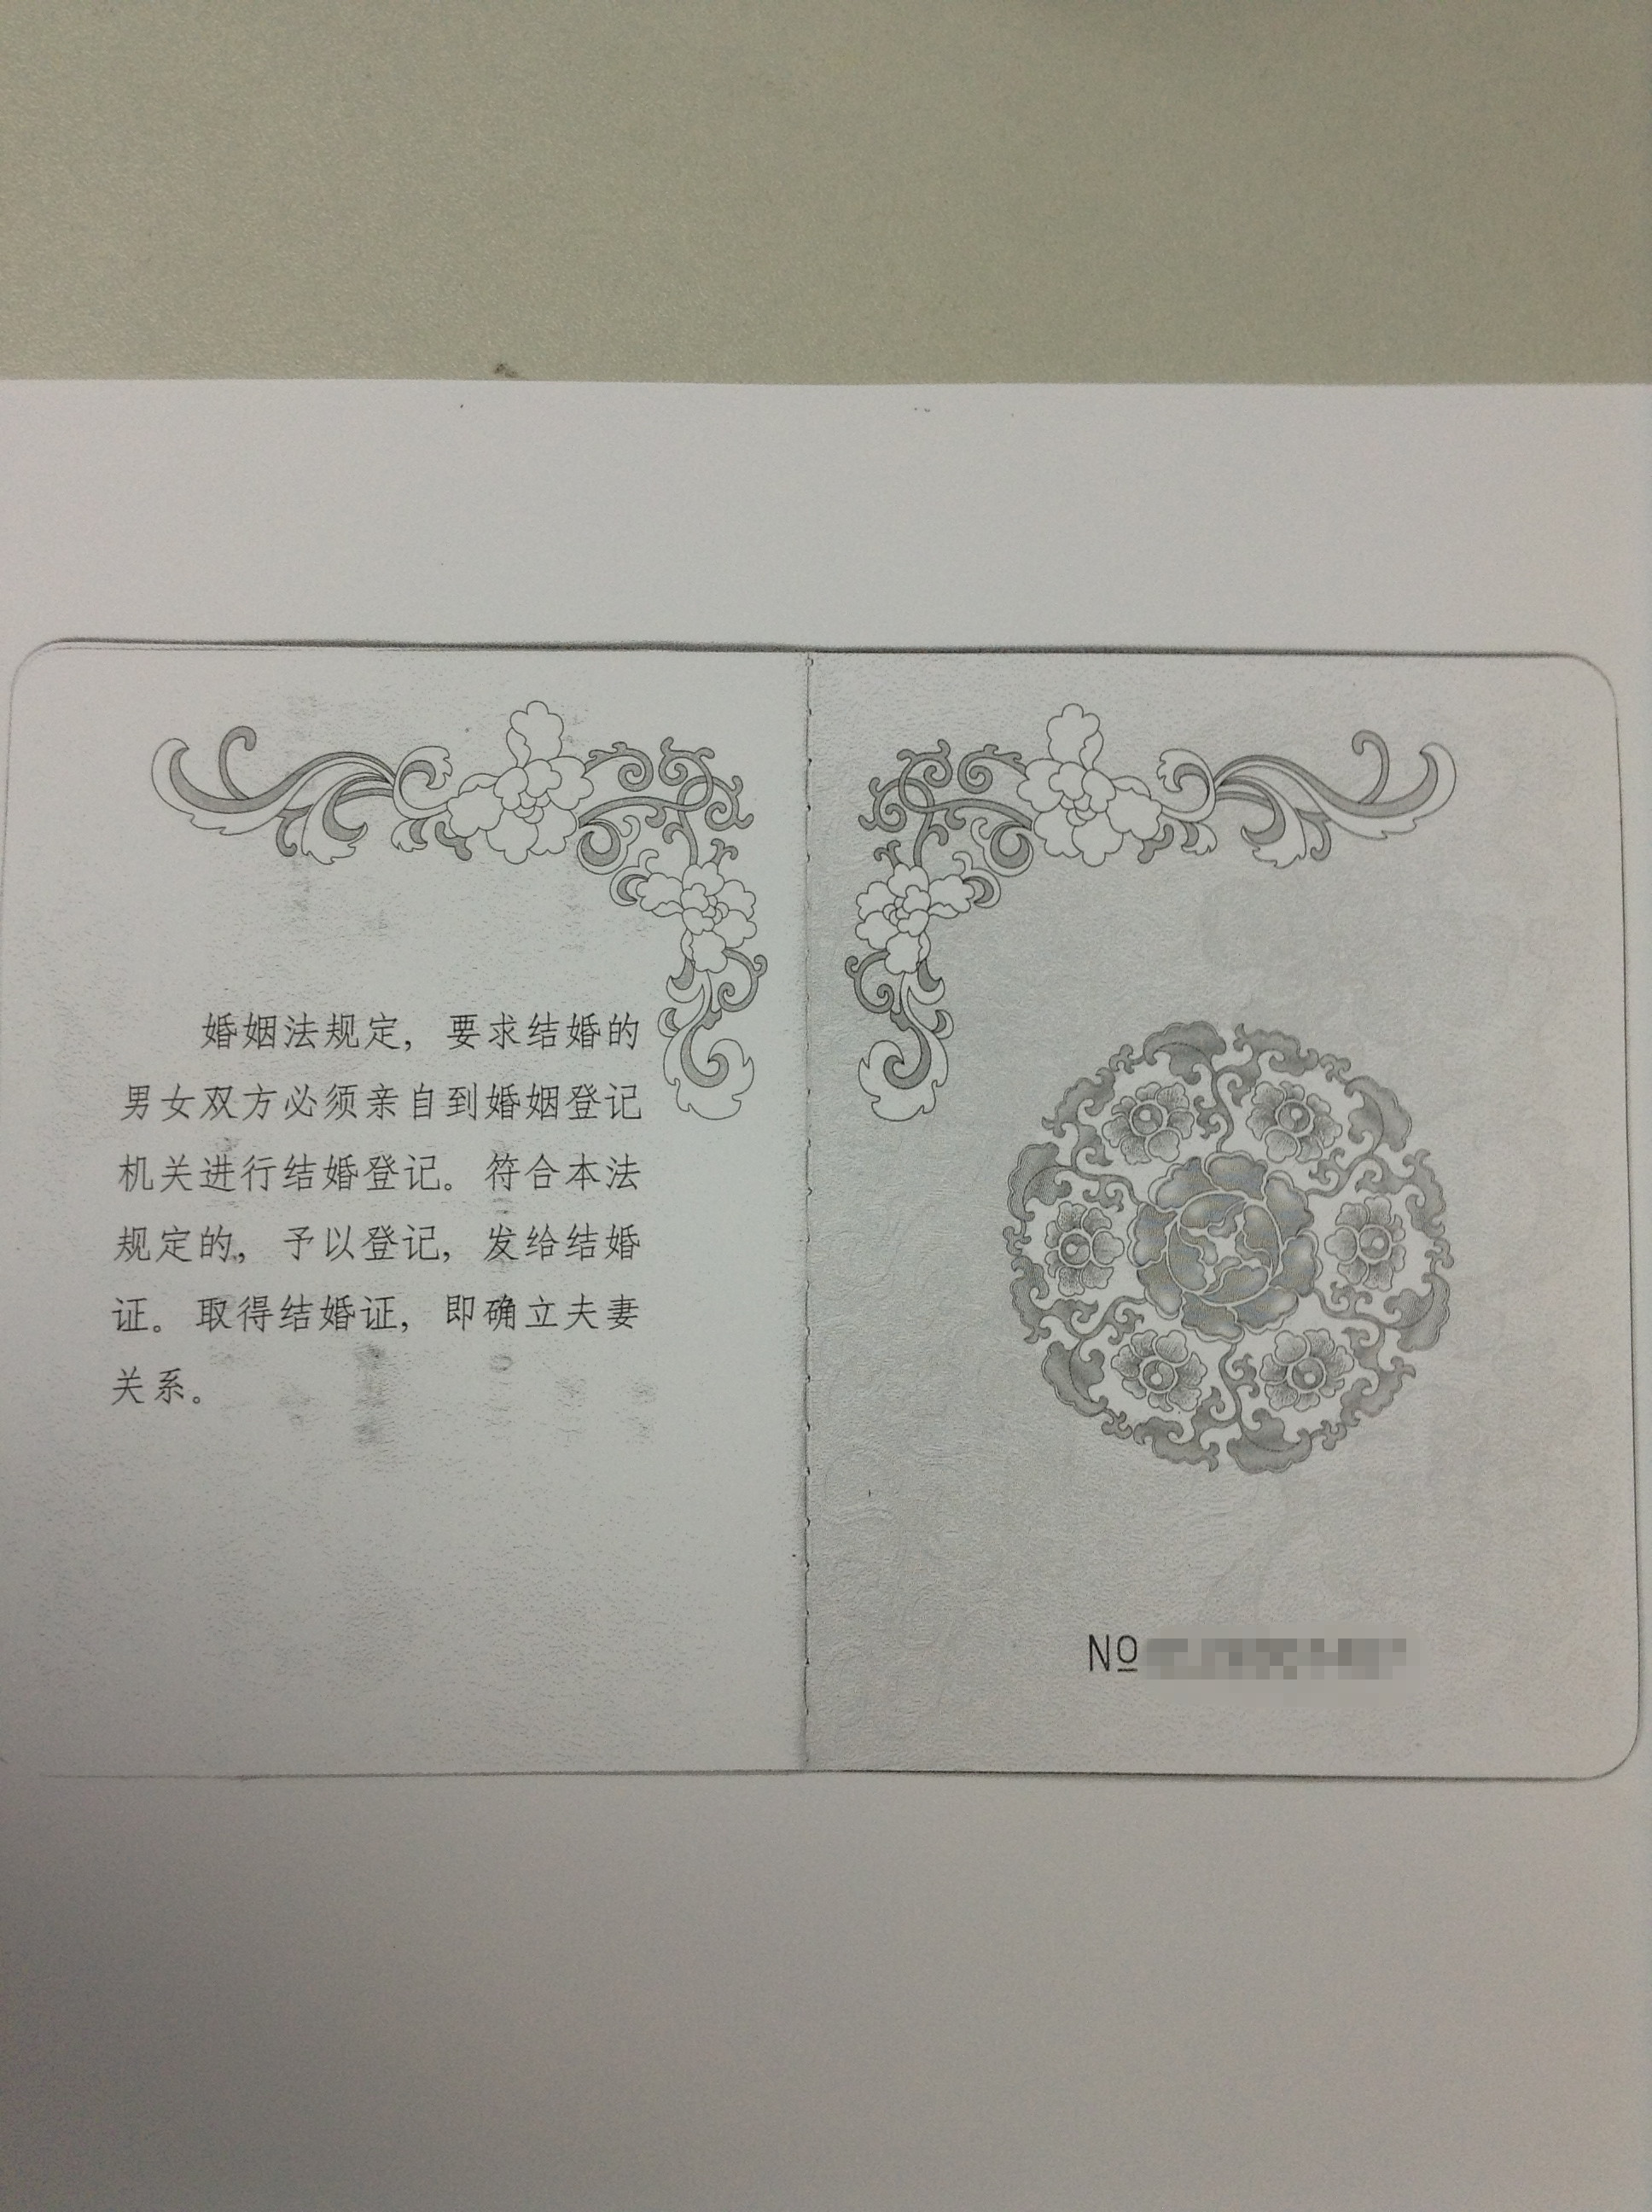 婚姻法规定，要求结婚的
男女双方必须亲自到婚姻登记
机关进行结婚登记。符合本法
规定的，予以登记，发给结婚
证。取得结婚证，即确立夫妻
关系。
Nº